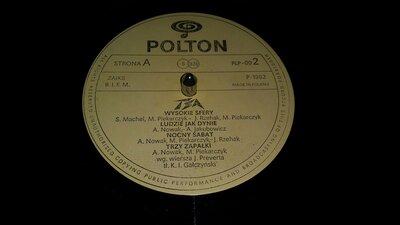 POLTON
STRONA A
PLP-002
ZAIKS
B.I.E.M.
P-1982
MADE IN POLAND
TSA
WYSOKIE SFERY
S. Machel, M. Piekarczyk- J. Rzehak, M. Piekarczyk
LUDZIE JAK DYNIE
A. Nowak- A. Jakubowicz
NOCNY SABAT
A. Nowak, M. Piekarczyk- J. Rzehak
TRZY ZAPAŁKI
A. Nowak, M. Piekarczyk
wg. wiersza J. Preverta
tł. K. I. Gałczyński
COPYING PUBLIC PERFORMANCE AND BROADCASTING OF